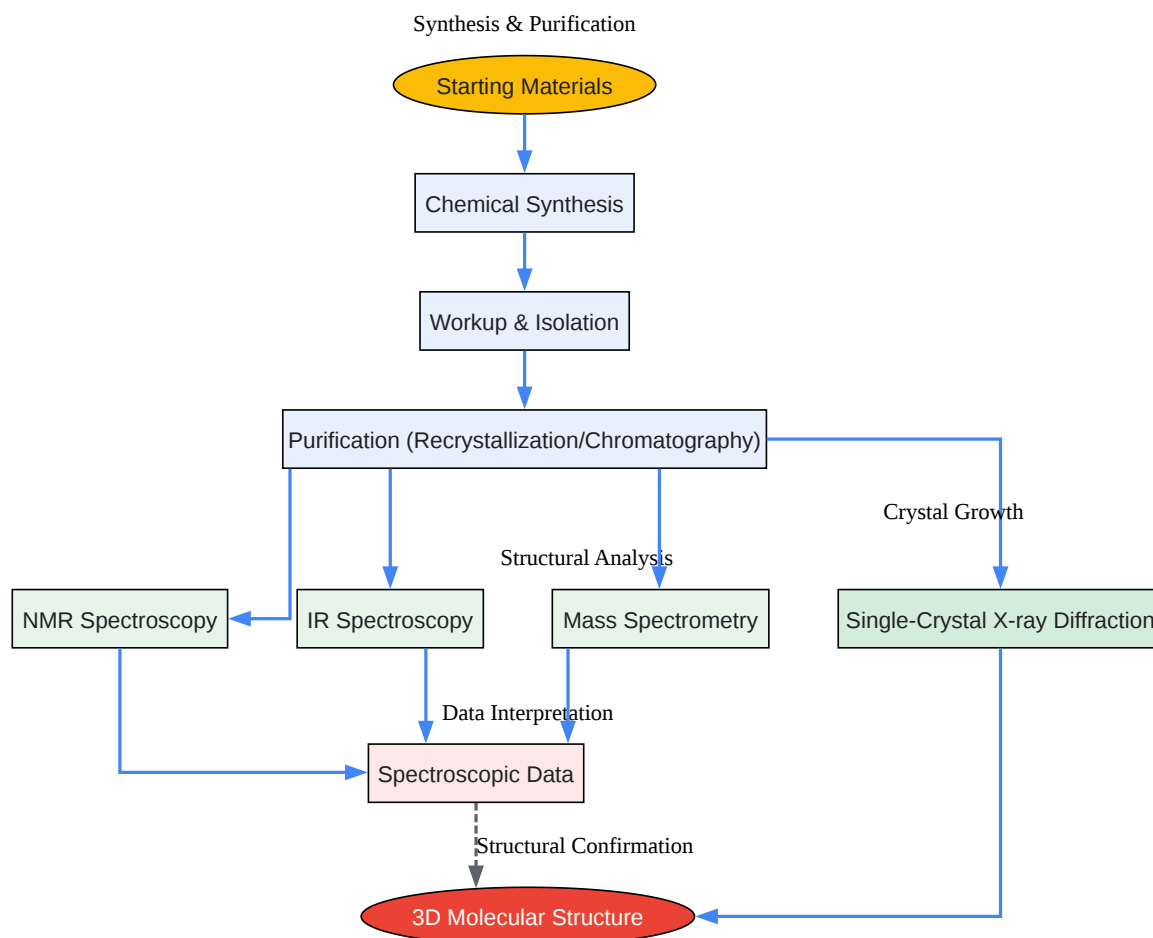 Synthesis & Purification
Starting Materials
Chemical Synthesis
Workup & Isolation
Purification (Recrystallization/Chromatography)
Crystal Growth
Structural Analysis
NMR Spectroscopy
IR Spectroscopy
Mass Spectrometry
Single-Crystal X-ray Diffraction
Data Interpretation
Spectroscopic Data
Structural Confirmation
3D Molecular Structure